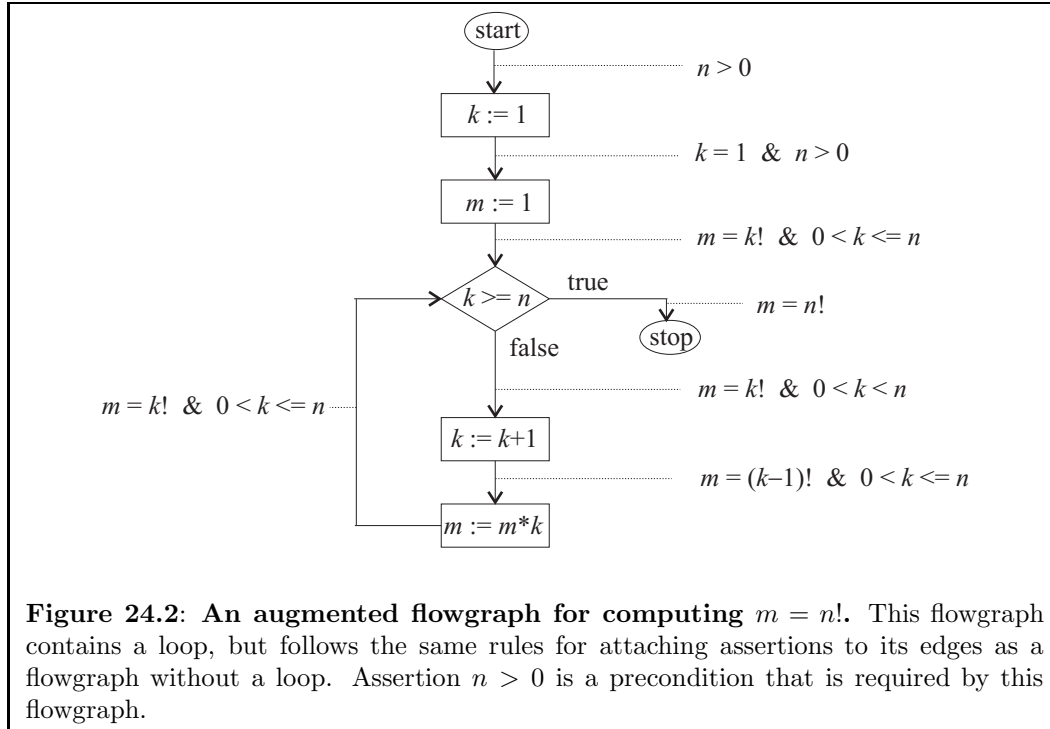 start
n > 0
k := 1
k = 1 & n > 0
m := 1
m = k! & 0 < k <= n
k >= n
true
m = n!
stop
false
m = k! & 0 < k < n
m = k! & 0 < k <= n
k := k+1
m = (k–1)! & 0 < k <= n
m := m*k
Figure 24.2: An augmented flowgraph for computing m = n!. This flowgraph
contains a loop, but follows the same rules for attaching assertions to its edges as a
flowgraph without a loop. Assertion n > 0 is a precondition that is required by this
flowgraph.